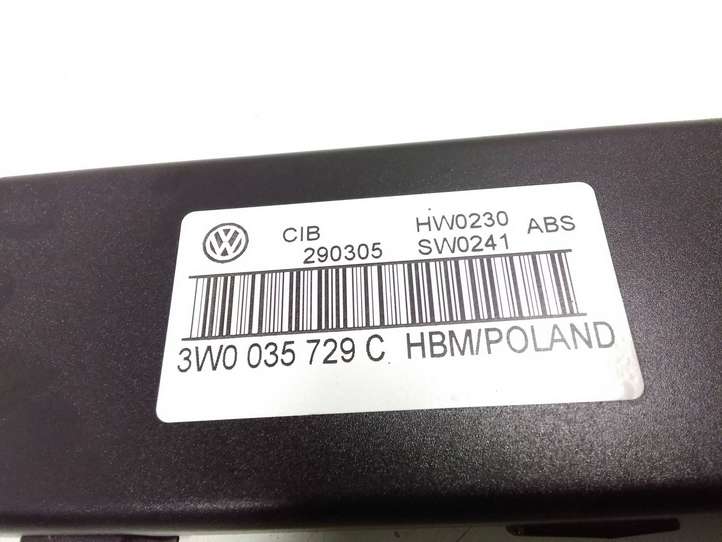 CIB HW0230 ABS
290305 SW0241
3W0 035 729 C HBM/POLAND